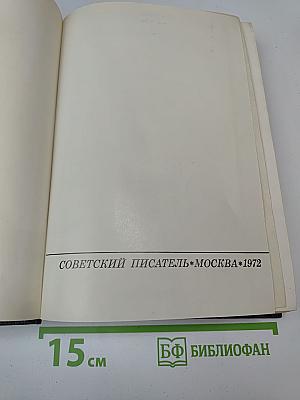 СОВЕТСКИЙ ПИСАТЕЛЬ*МОСКВА*1972
15 см
БФ БИБЛИОФАН